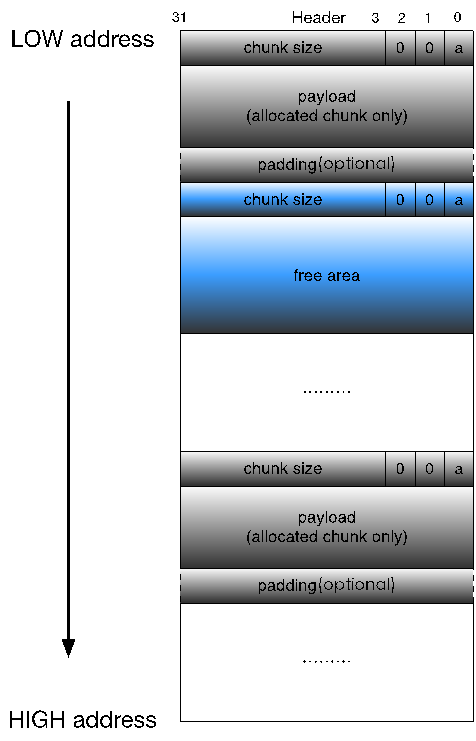 31 Header 3 2 1 0
LOW address
chunk size 0 0 a
payload
(allocated chunk only)
padding(optional)
chunk size 0 0 a
free area
.........
chunk size 0 0 a
payload
(allocated chunk only)
padding(optional)
.........
HIGH address